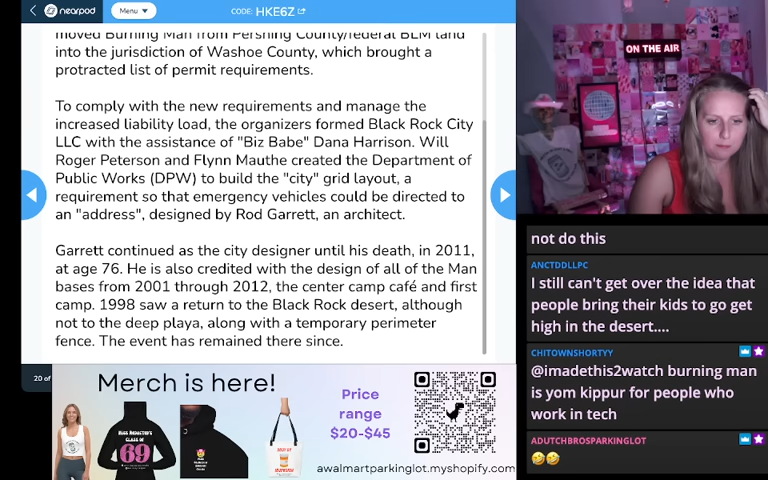 nearpod
Menu
CODE: HKE6Z
moved Burning Man from Pershing County/federal BLM land
into the jurisdiction of Washoe County, which brought a
protracted list of permit requirements.
To comply with the new requirements and manage the
increased liability load, the organizers formed Black Rock City
LLC with the assistance of "Biz Babe" Dana Harrison. Will
Roger Peterson and Flynn Mauthe created the Department of
Public Works (DPW) to build the "city" grid layout, a
requirement so that emergency vehicles could be directed to
an "address", designed by Rod Garrett, an architect.
Garrett continued as the city designer until his death, in 2011,
at age 76. He is also credited with the design of all of the Man
bases from 2001 through 2012, the center camp café and first
camp. 1998 saw a return to the Black Rock desert, although
not to the deep playa, along with a temporary perimeter
fence. The event has remained there since.
20 of
Merch is here!
CLASS OF
69
Price
range
$20-$45
awalmartparkinglot.myshopify.com
ON THE AIR
not do this
ANCTDDLLPC
I still can't get over the idea that
people bring their kids to go get
high in the desert....
CHITOWNSHORTYY
@imadethis2watch burning man
is yom kippur for people who
work in tech
ADUTCHBROSPARKINGLOT